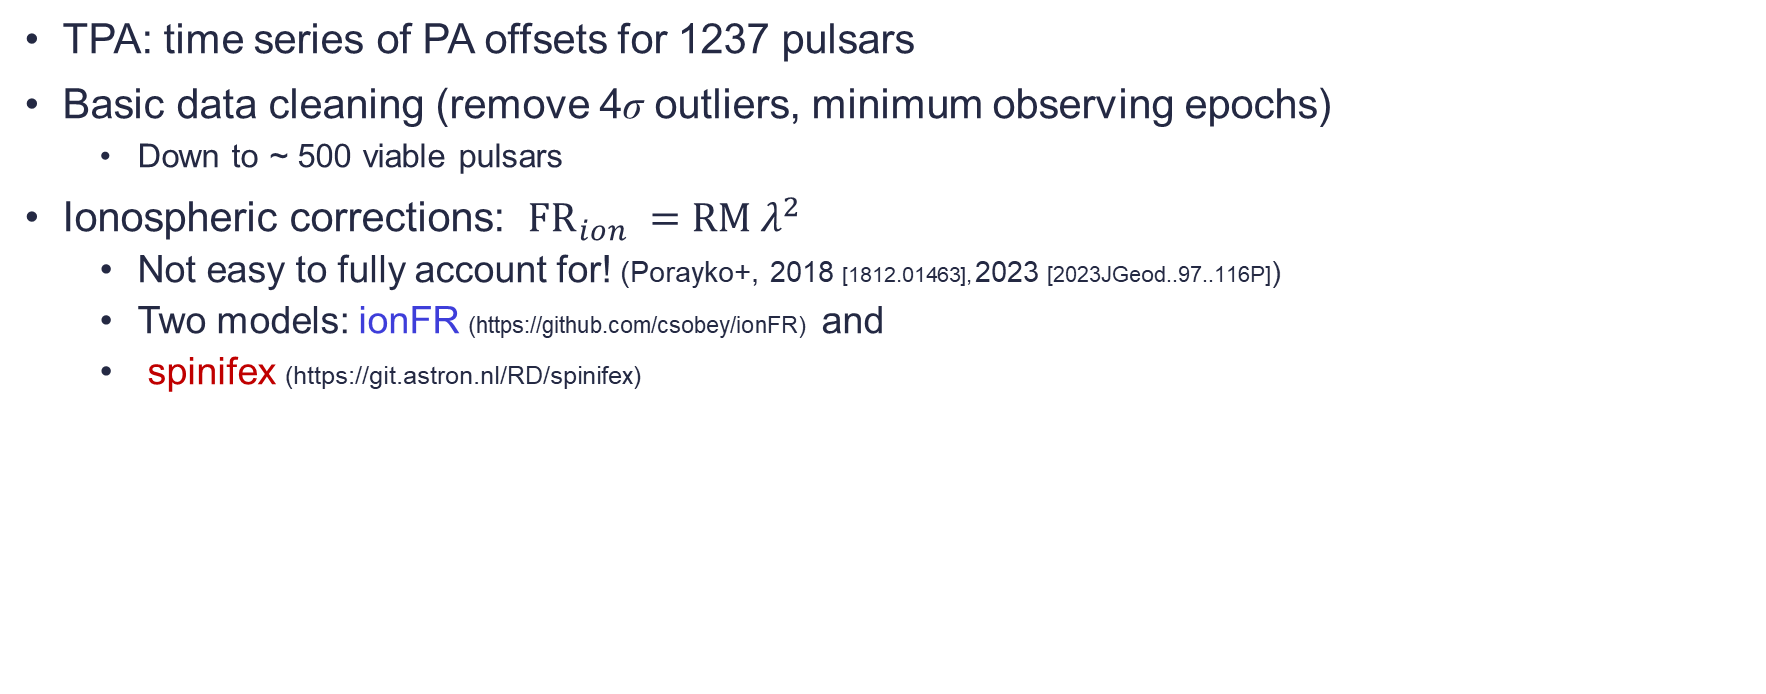 • TPA: time series of PA offsets for 1237 pulsars
• Basic data cleaning (remove 4σ outliers, minimum observing epochs)
• Down to ~ 500 viable pulsars
• Ionospheric corrections: FR_ion = RM λ²
• Not easy to fully account for! (Porayko+, 2018 [1812.01463], 2023 [2023JGeod..97..116P])
• Two models: ionFR (https://github.com/csobey/ionFR) and
• spinifex (https://git.astron.nl/RD/spinifex)